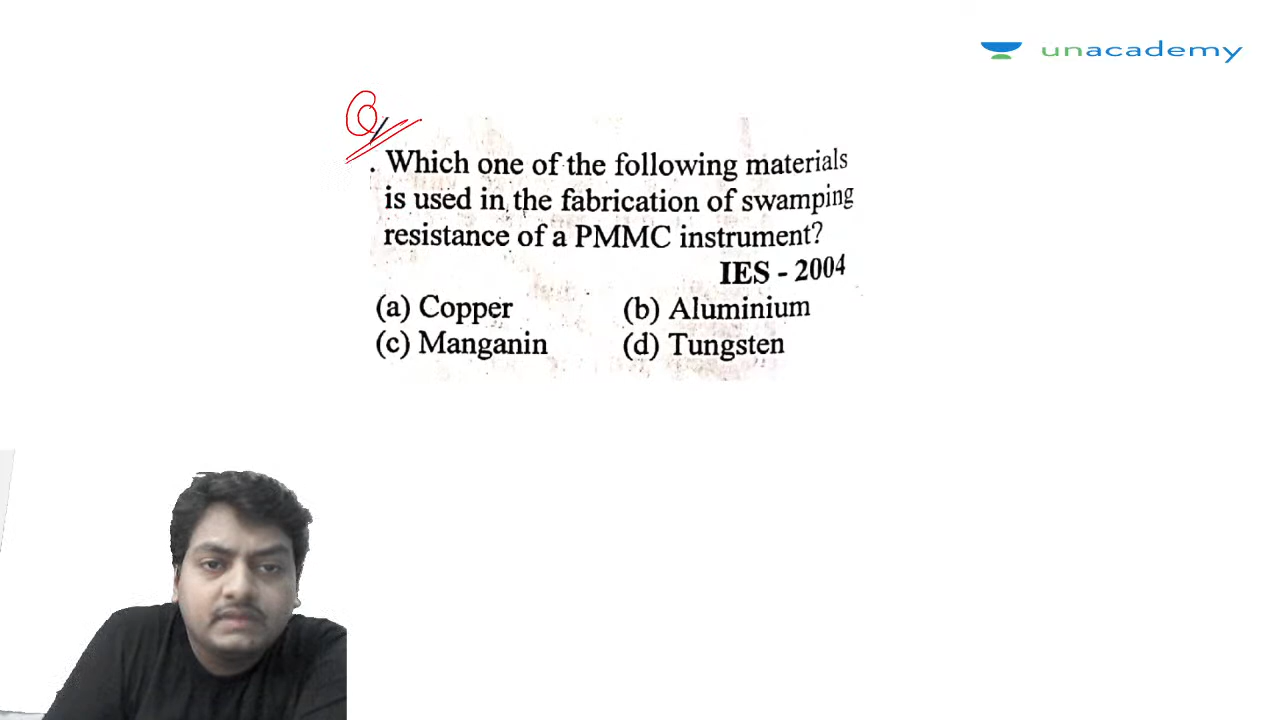 unacademy
Q
. Which one of the following materials
is used in the fabrication of swamping
resistance of a PMMC instrument?
IES - 2004
(a) Copper (b) Aluminium
(c) Manganin (d) Tungsten